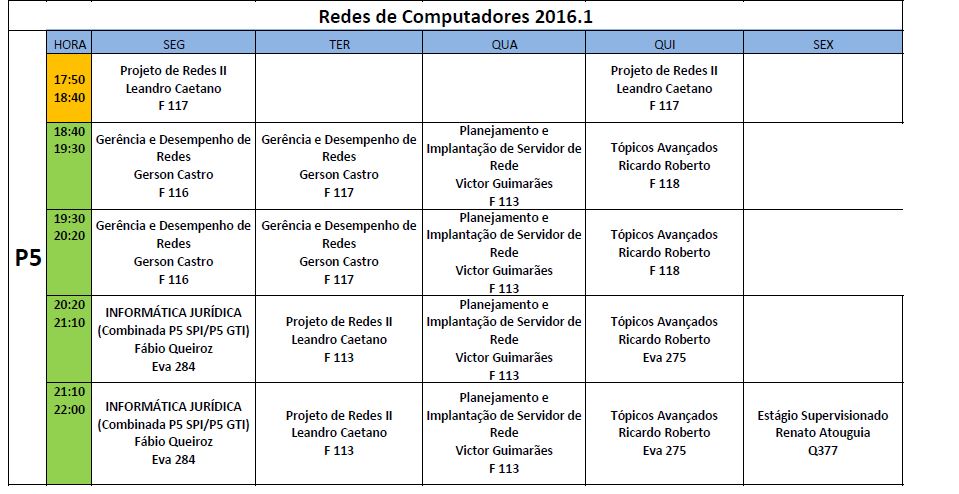 Redes de Computadores 2016.1
HORA SEG TER QUA QUI SEX
P5
17:50
18:40
Projeto de Redes II
Leandro Caetano
F 117
Projeto de Redes II
Leandro Caetano
F 117
18:40
19:30
Gerência e Desempenho de
Redes
Gerson Castro
F 116
Gerência e Desempenho de
Redes
Gerson Castro
F 117
Planejamento e
Implantação de Servidor de
Rede
Victor Guimarães
F 113
Tópicos Avançados
Ricardo Roberto
F 118
19:30
20:20
Gerência e Desempenho de
Redes
Gerson Castro
F 116
Gerência e Desempenho de
Redes
Gerson Castro
F 117
Planejamento e
Implantação de Servidor de
Rede
Victor Guimarães
F 113
Tópicos Avançados
Ricardo Roberto
F 118
20:20
21:10
INFORMÁTICA JURÍDICA
(Combinada P5 SPI/P5 GTI)
Fábio Queiroz
Eva 284
Projeto de Redes II
Leandro Caetano
F 113
Planejamento e
Implantação de Servidor de
Rede
Victor Guimarães
F 113
Tópicos Avançados
Ricardo Roberto
Eva 275
21:10
22:00
INFORMÁTICA JURÍDICA
(Combinada P5 SPI/P5 GTI)
Fábio Queiroz
Eva 284
Projeto de Redes II
Leandro Caetano
F 113
Planejamento e
Implantação de Servidor de
Rede
Victor Guimarães
F 113
Tópicos Avançados
Ricardo Roberto
Eva 275
Estágio Supervisionado
Renato Atouguia
Q377